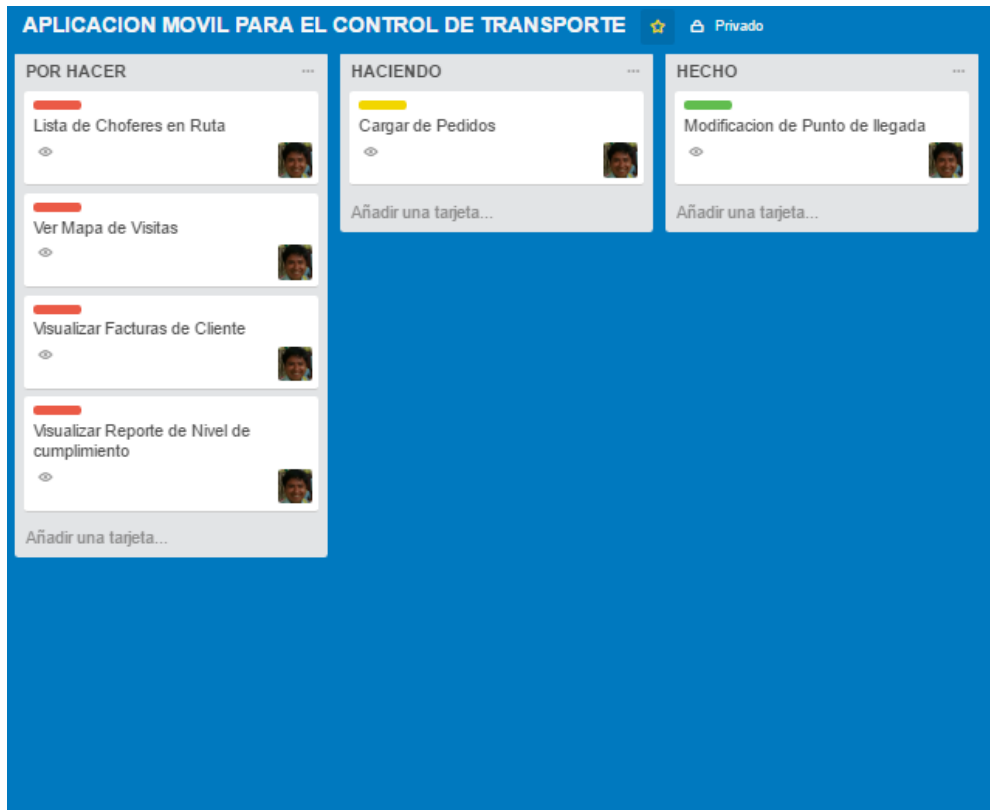 APLICACION MOVIL PARA EL CONTROL DE TRANSPORTE
Privado
POR HACER
Lista de Choferes en Ruta
Ver Mapa de Visitas
Visualizar Facturas de Cliente
Visualizar Reporte de Nivel de
cumplimiento
Añadir una tarjeta...
HACIENDO
Cargar de Pedidos
Añadir una tarjeta...
HECHO
Modificacion de Punto de llegada
Añadir una tarjeta...